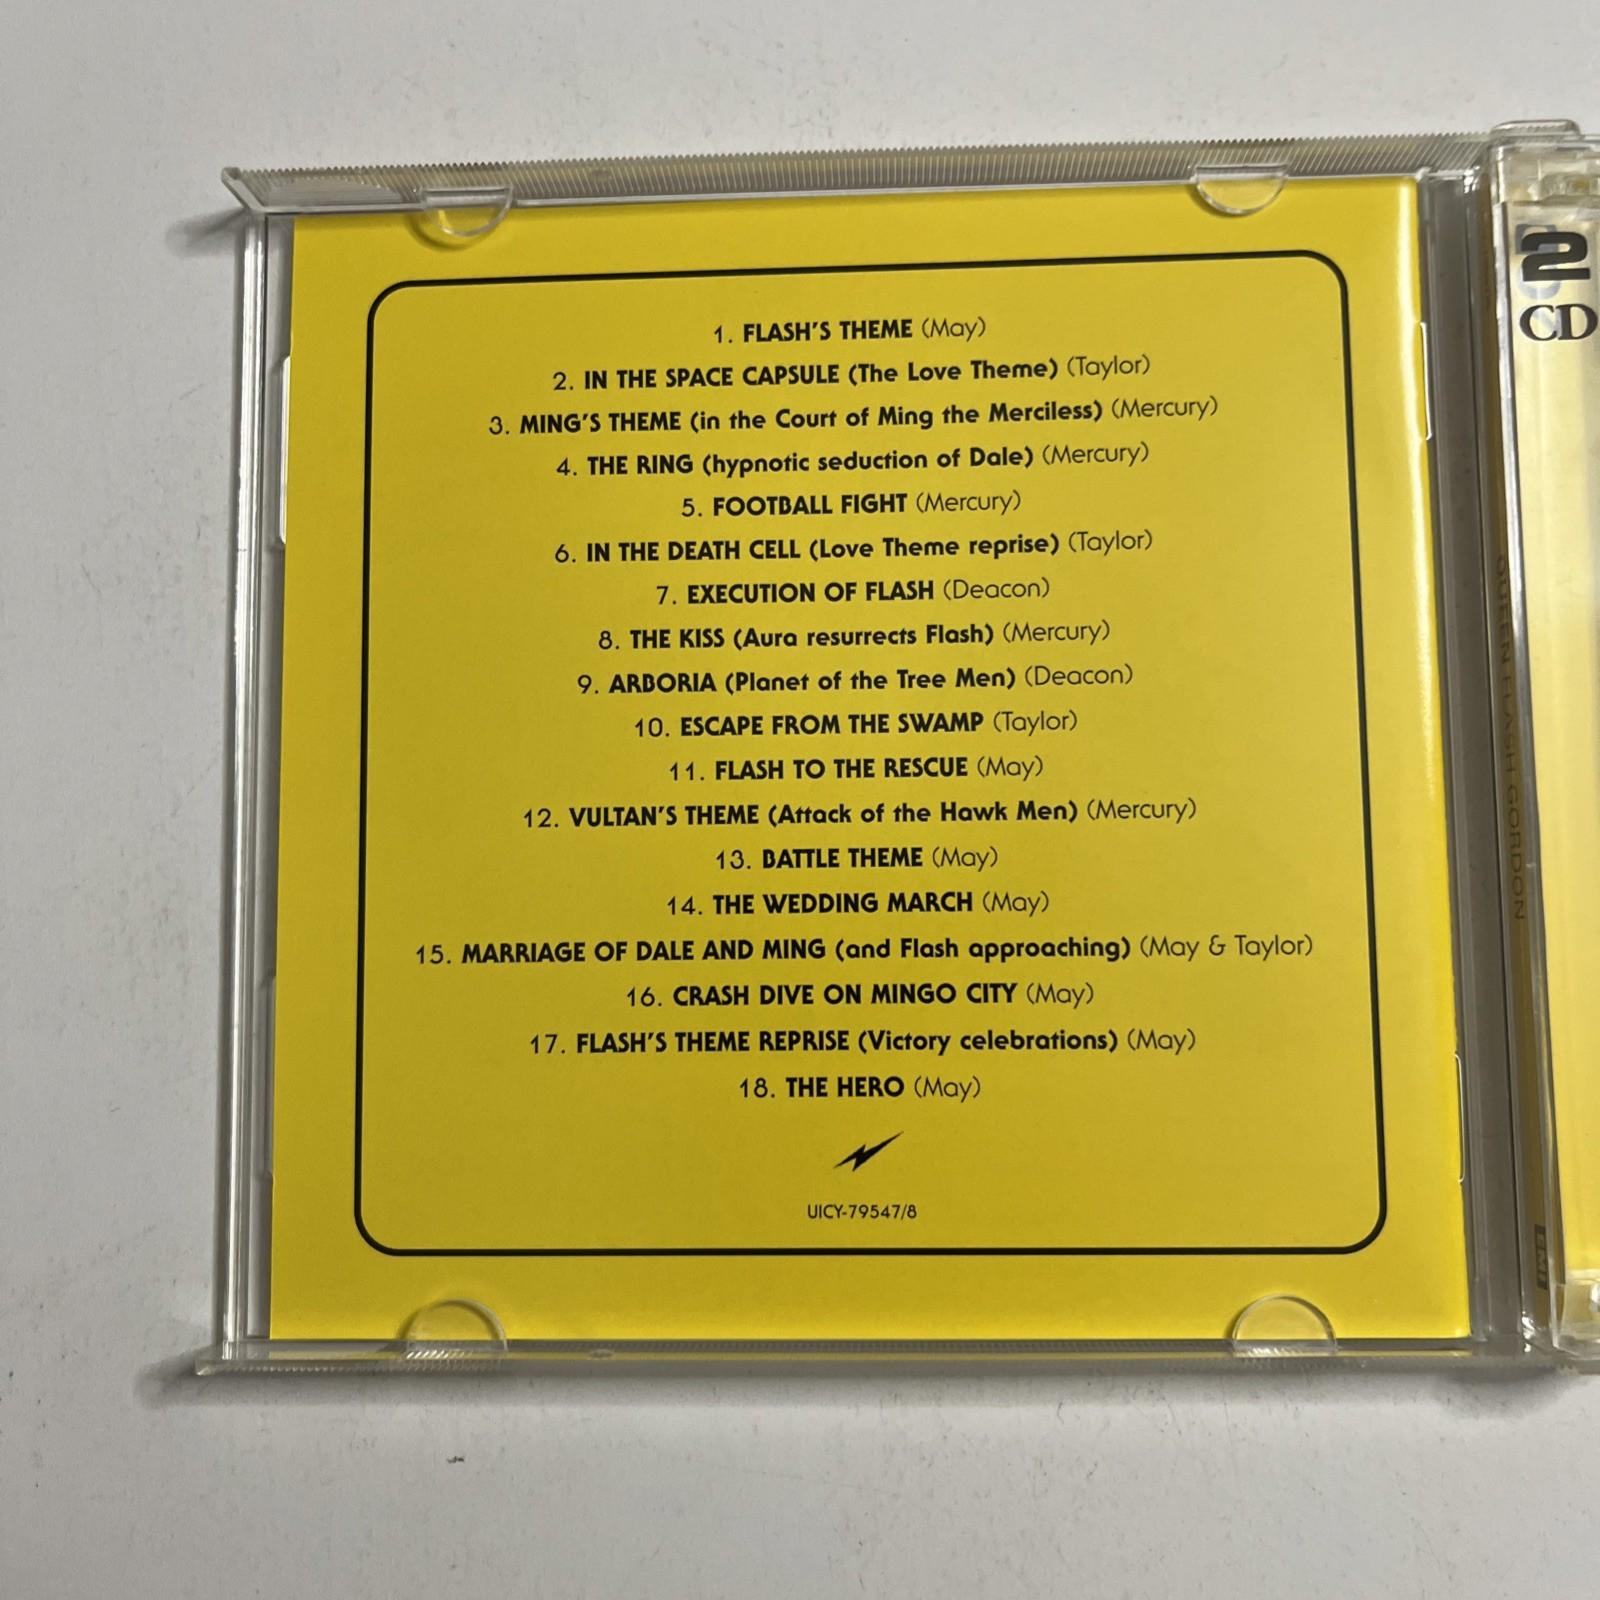 1. FLASH'S THEME (May)
2. IN THE SPACE CAPSULE (The Love Theme) (Taylor)
3. MING'S THEME (in the Court of Ming the Merciless) (Mercury)
4. THE RING (hypnotic seduction of Dale) (Mercury)
5. FOOTBALL FIGHT (Mercury)
6. IN THE DEATH CELL (Love Theme reprise) (Taylor)
7. EXECUTION OF FLASH (Deacon)
8. THE KISS (Aura resurrects Flash) (Mercury)
9. ARBORIA (Planet of the Tree Men) (Deacon)
10. ESCAPE FROM THE SWAMP (Taylor)
11. FLASH TO THE RESCUE (May)
12. VULTAN'S THEME (Attack of the Hawk Men) (Mercury)
13. BATTLE THEME (May)
14. THE WEDDING MARCH (May)
15. MARRIAGE OF DALE AND MING (and Flash approaching) (May & Taylor)
16. CRASH DIVE ON MINGO CITY (May)
17. FLASH'S THEME REPRISE (Victory celebrations) (May)
18. THE HERO (May)
UICY-79547/8
2
CD
QUEEN FLASH GORDON
EMI